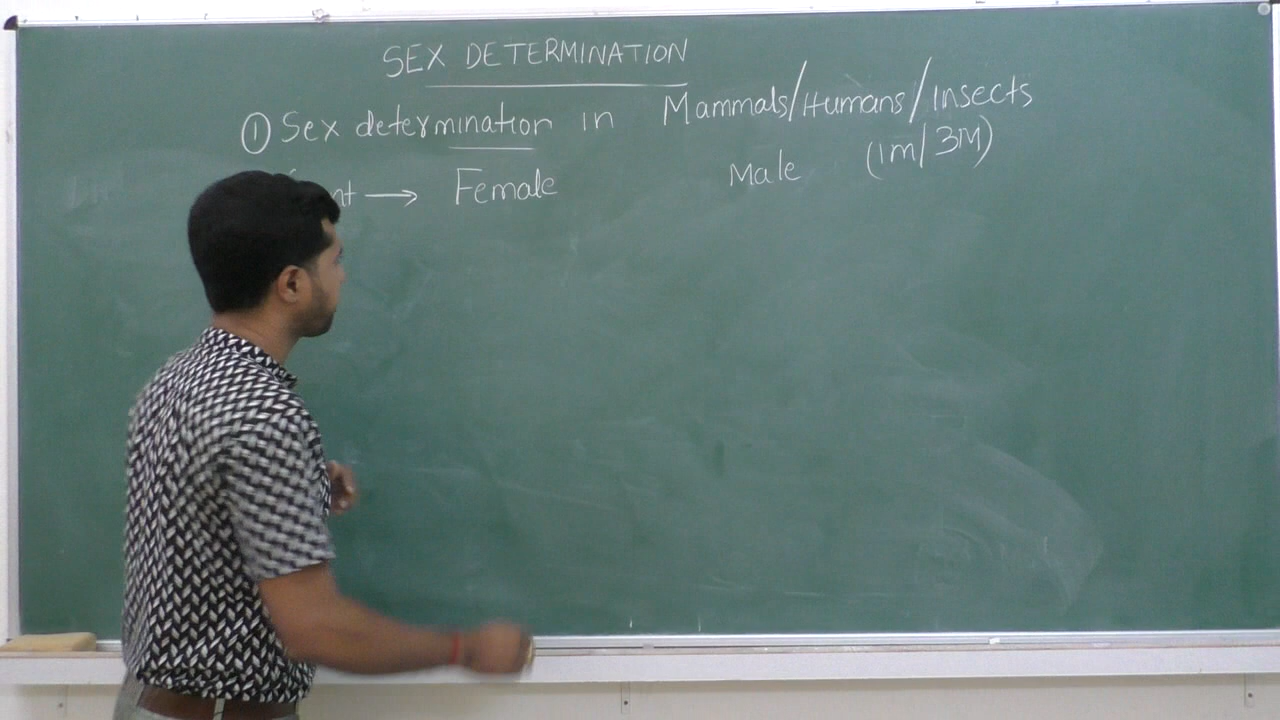 SEX DETERMINATION
① Sex determination in Mammals/Humans/Insects
(1m/3M)
→ Female Male